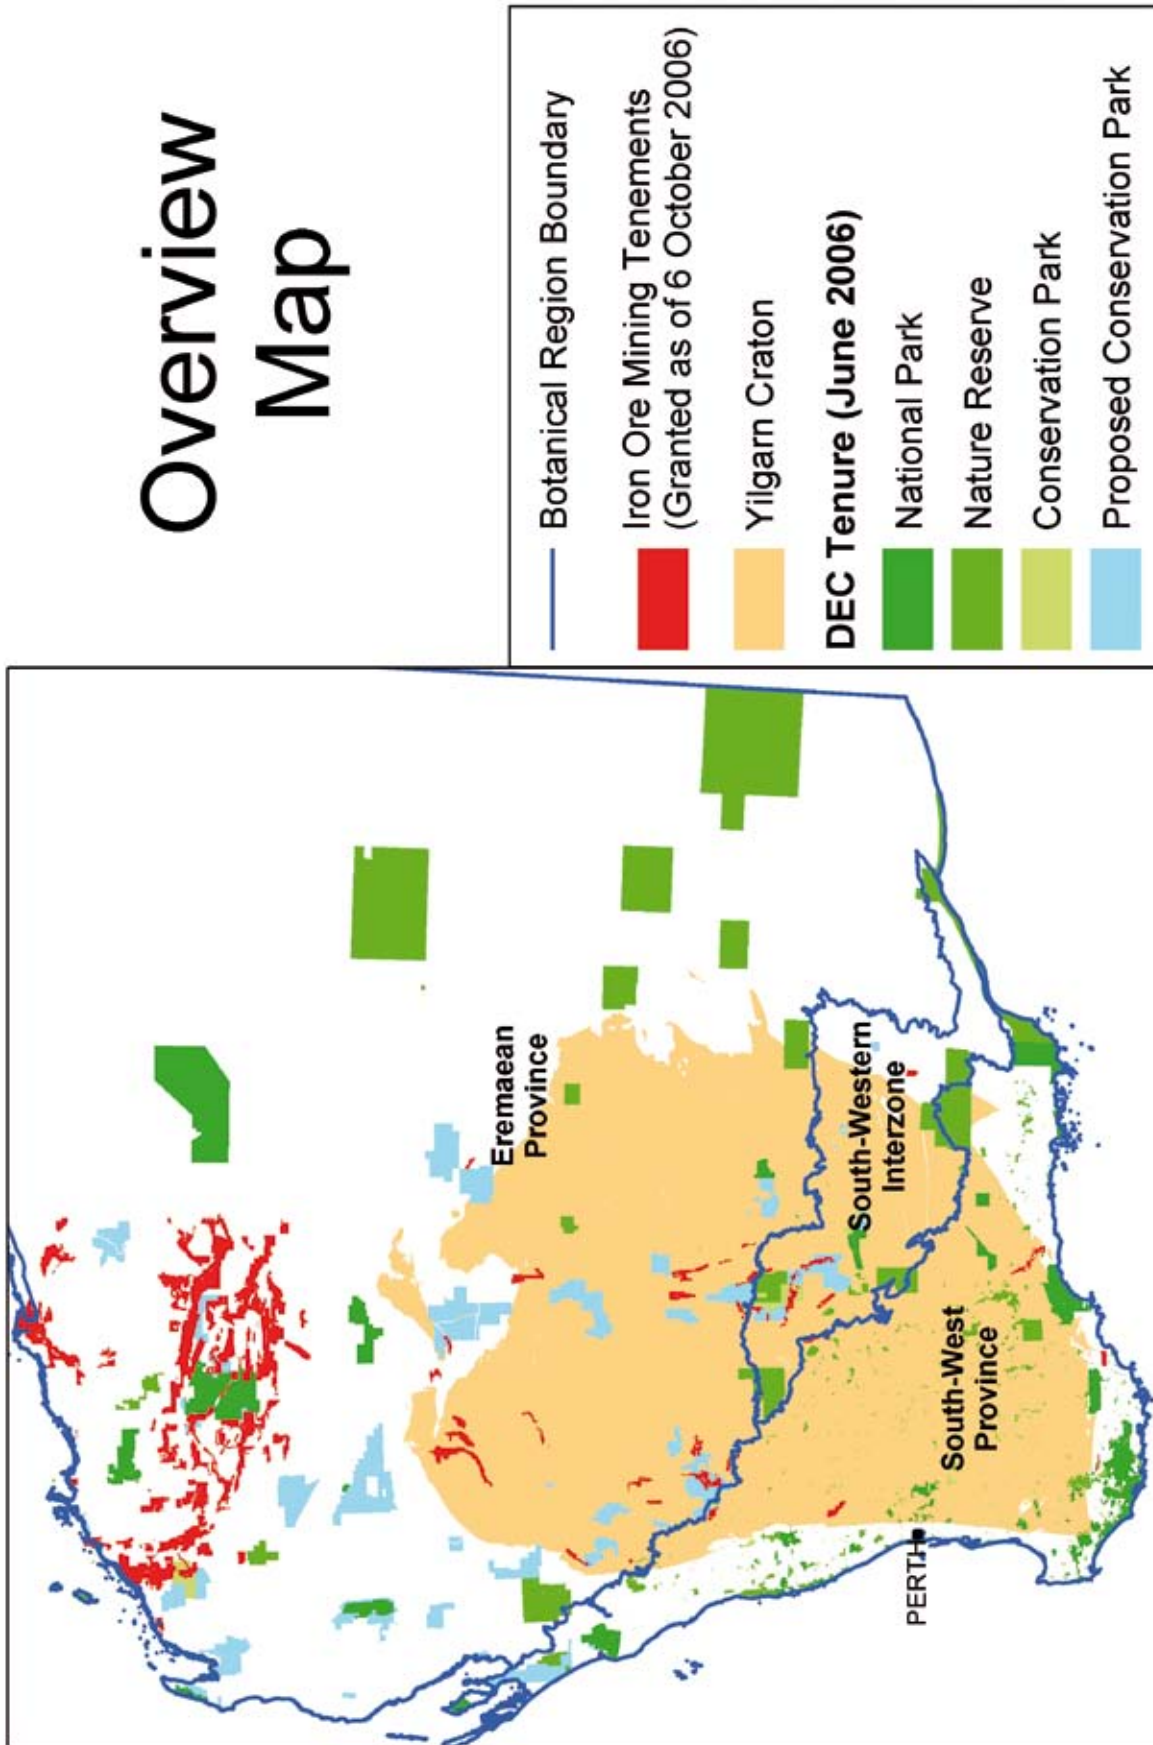 Overview
Map
Botanical Region Boundary
Iron Ore Mining Tenements
(Granted as of 6 October 2006)
Yilgarn Craton
DEC Tenure (June 2006)
National Park
Nature Reserve
Conservation Park
Proposed Conservation Park
Eremaean
Province
South-Western
Interzone
South-West
Province
PERTH